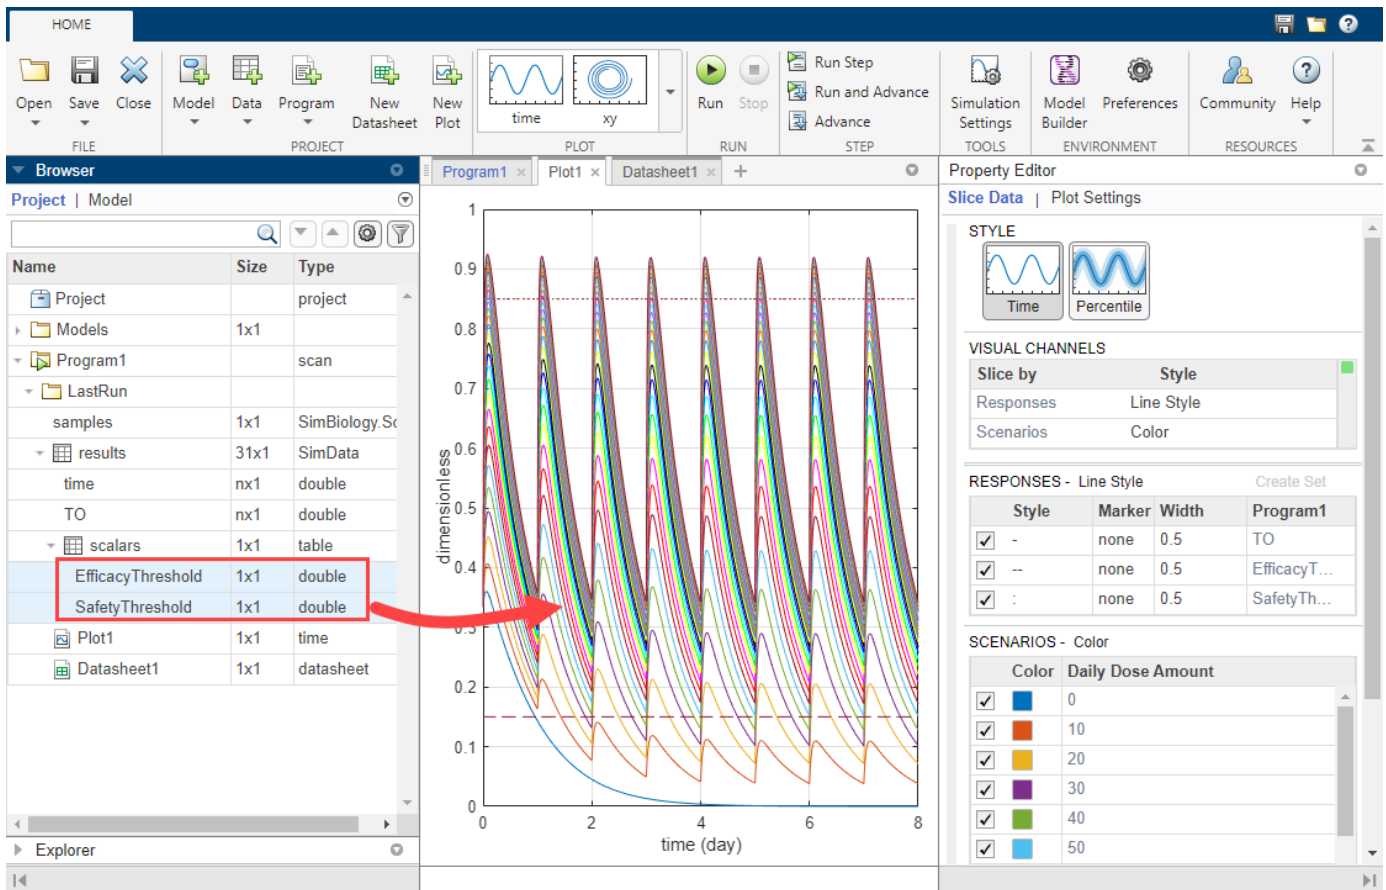 HOME
Open Save Close Model Data Program New Datasheet New Plot
time xy
Run Stop
Run Step
Run and Advance
Advance
Simulation Settings Model Builder Preferences Community Help
FILE PROJECT PLOT RUN STEP TOOLS ENVIRONMENT RESOURCES
Browser
Project | Model
Name Size Type
Project project
Models 1x1
Program1 scan
LastRun
samples 1x1 SimBiology.Sc
results 31x1 SimData
time nx1 double
TO nx1 double
scalars 1x1 table
EfficacyThreshold 1x1 double
SafetyThreshold 1x1 double
Plot1 1x1 time
Datasheet1 1x1 datasheet
Explorer
Program1 × Plot1 × Datasheet1 × +
1
0.9
0.8
0.7
0.6
0.5
0.4
0.3
0.2
0.1
0
dimensionless
0 2 4 6 8
time (day)
Property Editor
Slice Data | Plot Settings
STYLE
Time Percentile
VISUAL CHANNELS
Slice by Style
Responses Line Style
Scenarios Color
RESPONSES - Line Style Create Set
Style Marker Width Program1
- none 0.5 TO
-- none 0.5 EfficacyT...
: none 0.5 SafetyTh...
SCENARIOS - Color
Color Daily Dose Amount
0
10
20
30
40
50